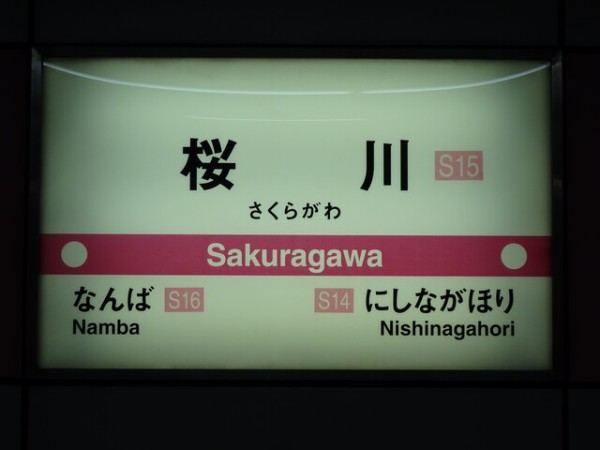 桜川 S15
さくらがわ
Sakuragawa
なんば S16
Namba
S14 にしながほり
Nishinagahori